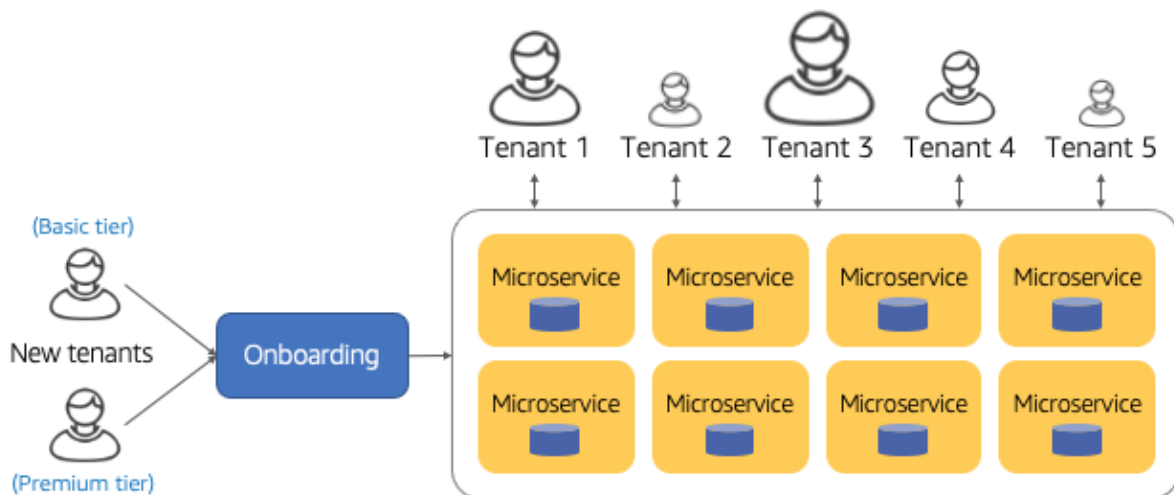 Tenant 1
Tenant 2
Tenant 3
Tenant 4
Tenant 5
(Basic tier)
New tenants
(Premium tier)
Onboarding
Microservice
Microservice
Microservice
Microservice
Microservice
Microservice
Microservice
Microservice